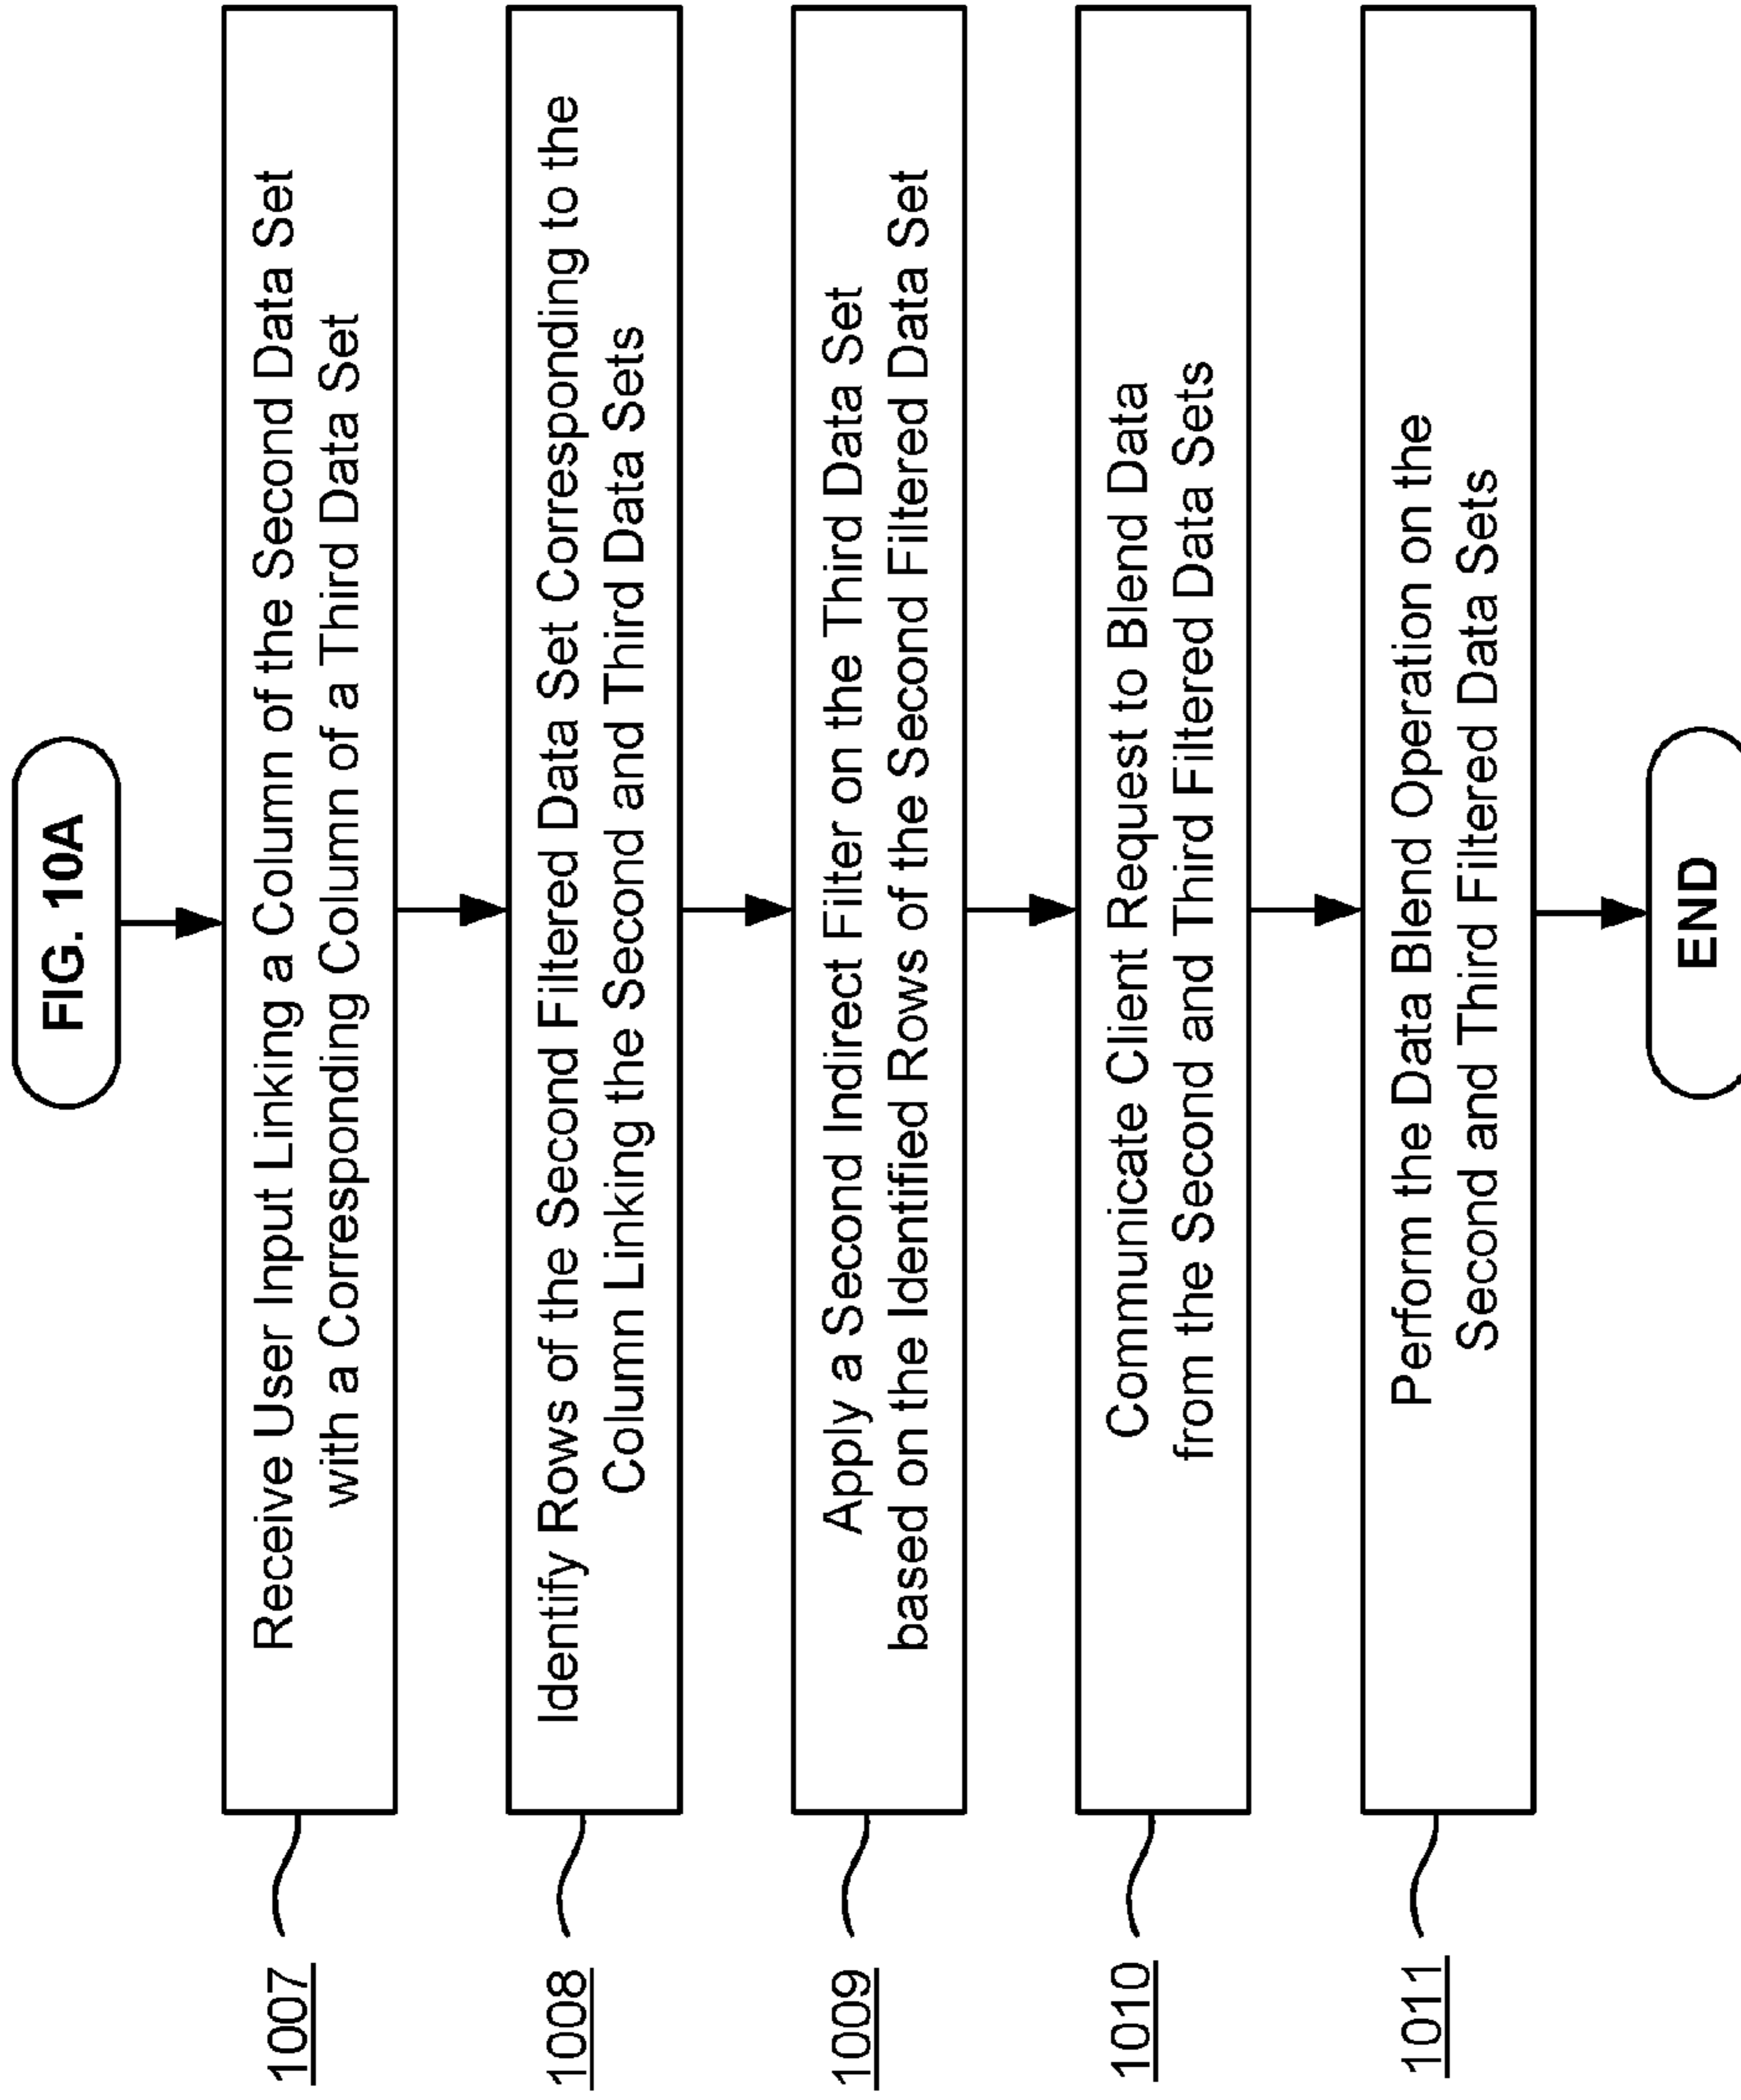 FIG. 10A
1007
Receive User Input Linking a Column of the Second Data Set
with a Corresponding Column of a Third Data Set
1008
Identify Rows of the Second Filtered Data Set Corresponding to the
Column Linking the Second and Third Data Sets
1009
Apply a Second Indirect Filter on the Third Data Set
based on the Identified Rows of the Second Filtered Data Set
1010
Communicate Client Request to Blend Data
from the Second and Third Filtered Data Sets
1011
Perform the Data Blend Operation on the
Second and Third Filtered Data Sets
END